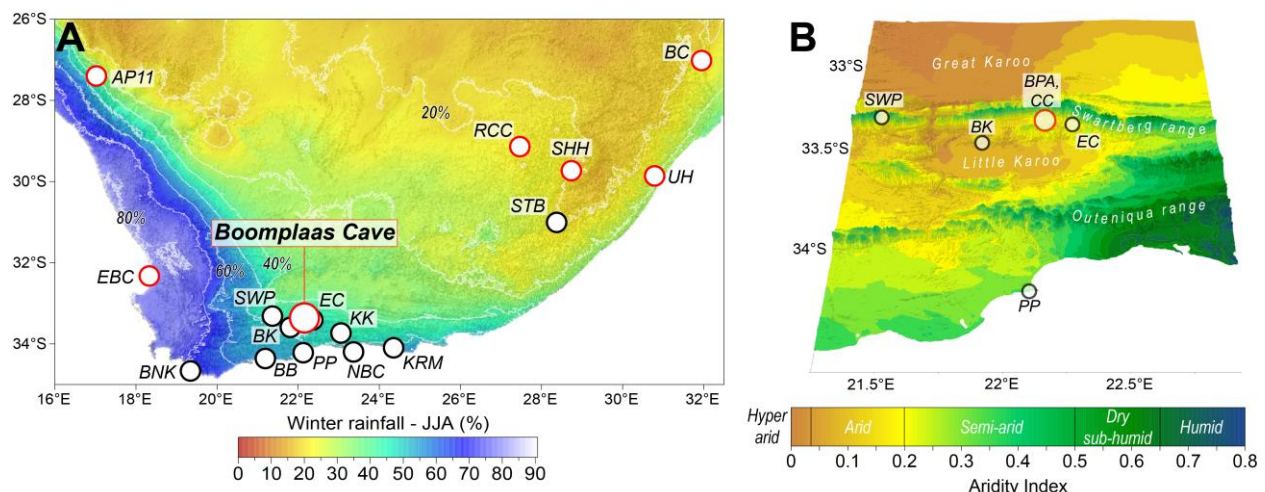 A
26°S
28°S
30°S
32°S
34°S
AP11
BC
20%
RCC
SHH
UH
STB
80%
Boomplaas Cave
60%
40%
EBC
SWP
EC
KK
BK
BNK
BB
PP
NBC
KRM
16°E 18°E 20°E 22°E 24°E 26°E 28°E 30°E 32°E
Winter rainfall - JJA (%)
0 10 20 30 40 50 60 70 80 90
B
33°S
33.5°S
34°S
Great Karoo
BPA,
CC
SWP
BK
Swartberg range
EC
Little Karoo
Outeniqua range
PP
21.5°E 22°E 22.5°E
Hyper
arid
Arid
Semi-arid
Dry
sub-humid
Humid
0 0.1 0.2 0.3 0.4 0.5 0.6 0.7 0.8
Aridity Index